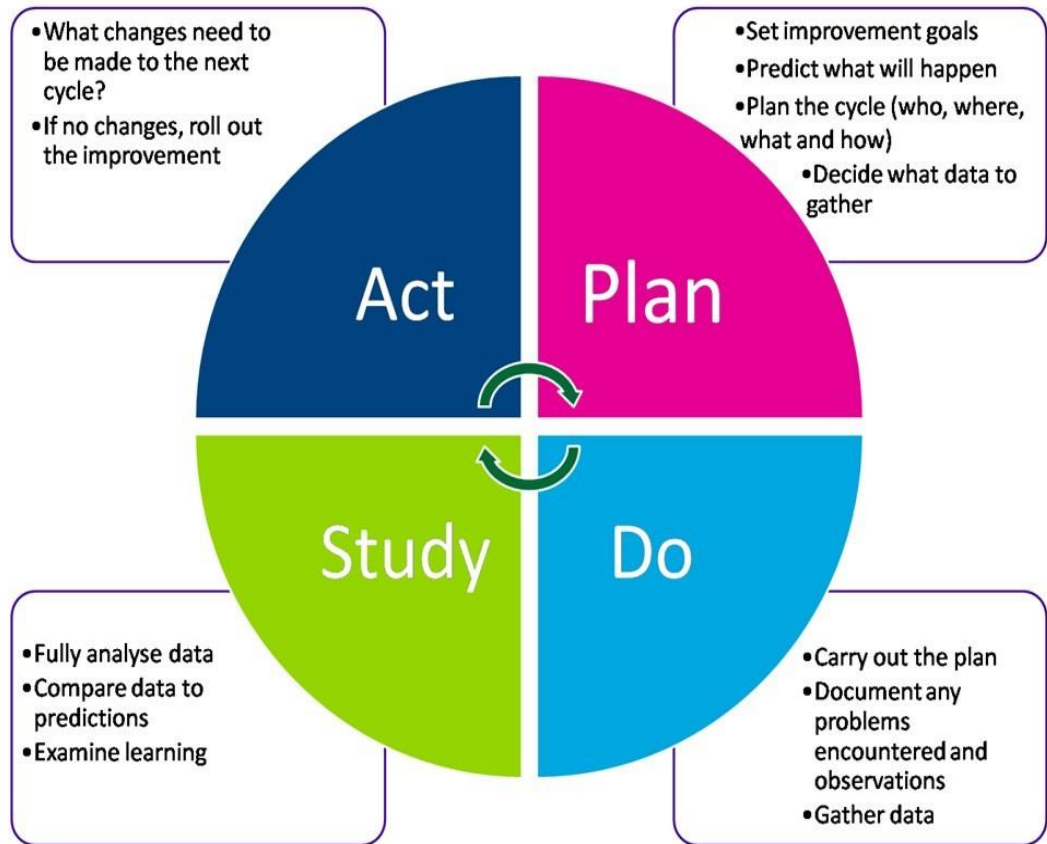 •What changes need to
be made to the next
cycle?
•If no changes, roll out
the improvement
•Set improvement goals
•Predict what will happen
•Plan the cycle (who, where,
what and how)
•Decide what data to
gather
Act
Plan
Study
Do
•Fully analyse data
•Compare data to
predictions
•Examine learning
•Carry out the plan
•Document any
problems
encountered and
observations
•Gather data